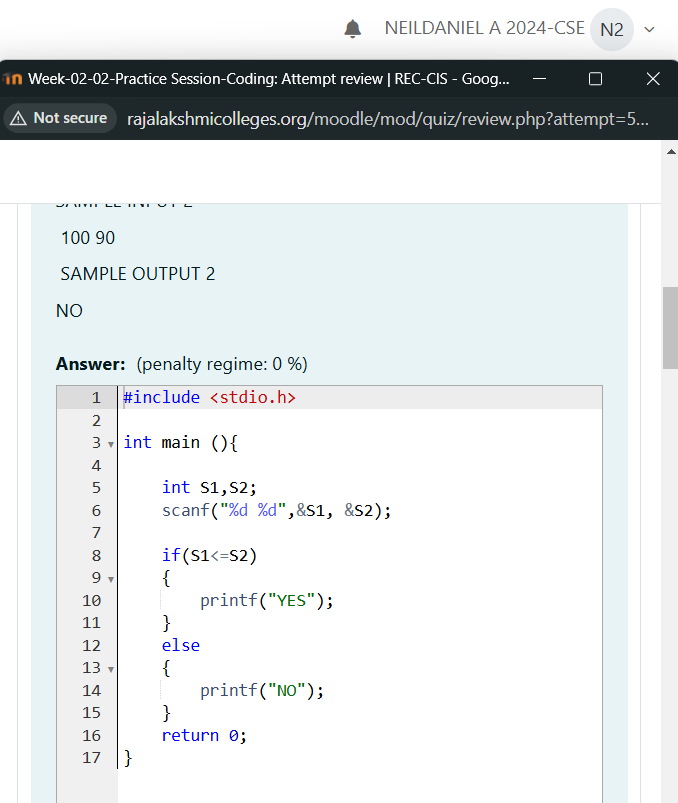 NEILDANIEL A 2024-CSE N2
Week-02-02-Practice Session-Coding: Attempt review | REC-CIS - Goog...
Not secure rajalakshmicolleges.org/moodle/mod/quiz/review.php?attempt=5...
SAMPLE INPUT 2
100 90
SAMPLE OUTPUT 2
NO
Answer: (penalty regime: 0 %)
1 #include <stdio.h>
2
3 int main (){
4
5 int S1,S2;
6 scanf("%d %d",&S1, &S2);
7
8 if(S1<=S2)
9 {
10 printf("YES");
11 }
12 else
13 {
14 printf("NO");
15 }
16 return 0;
17 }